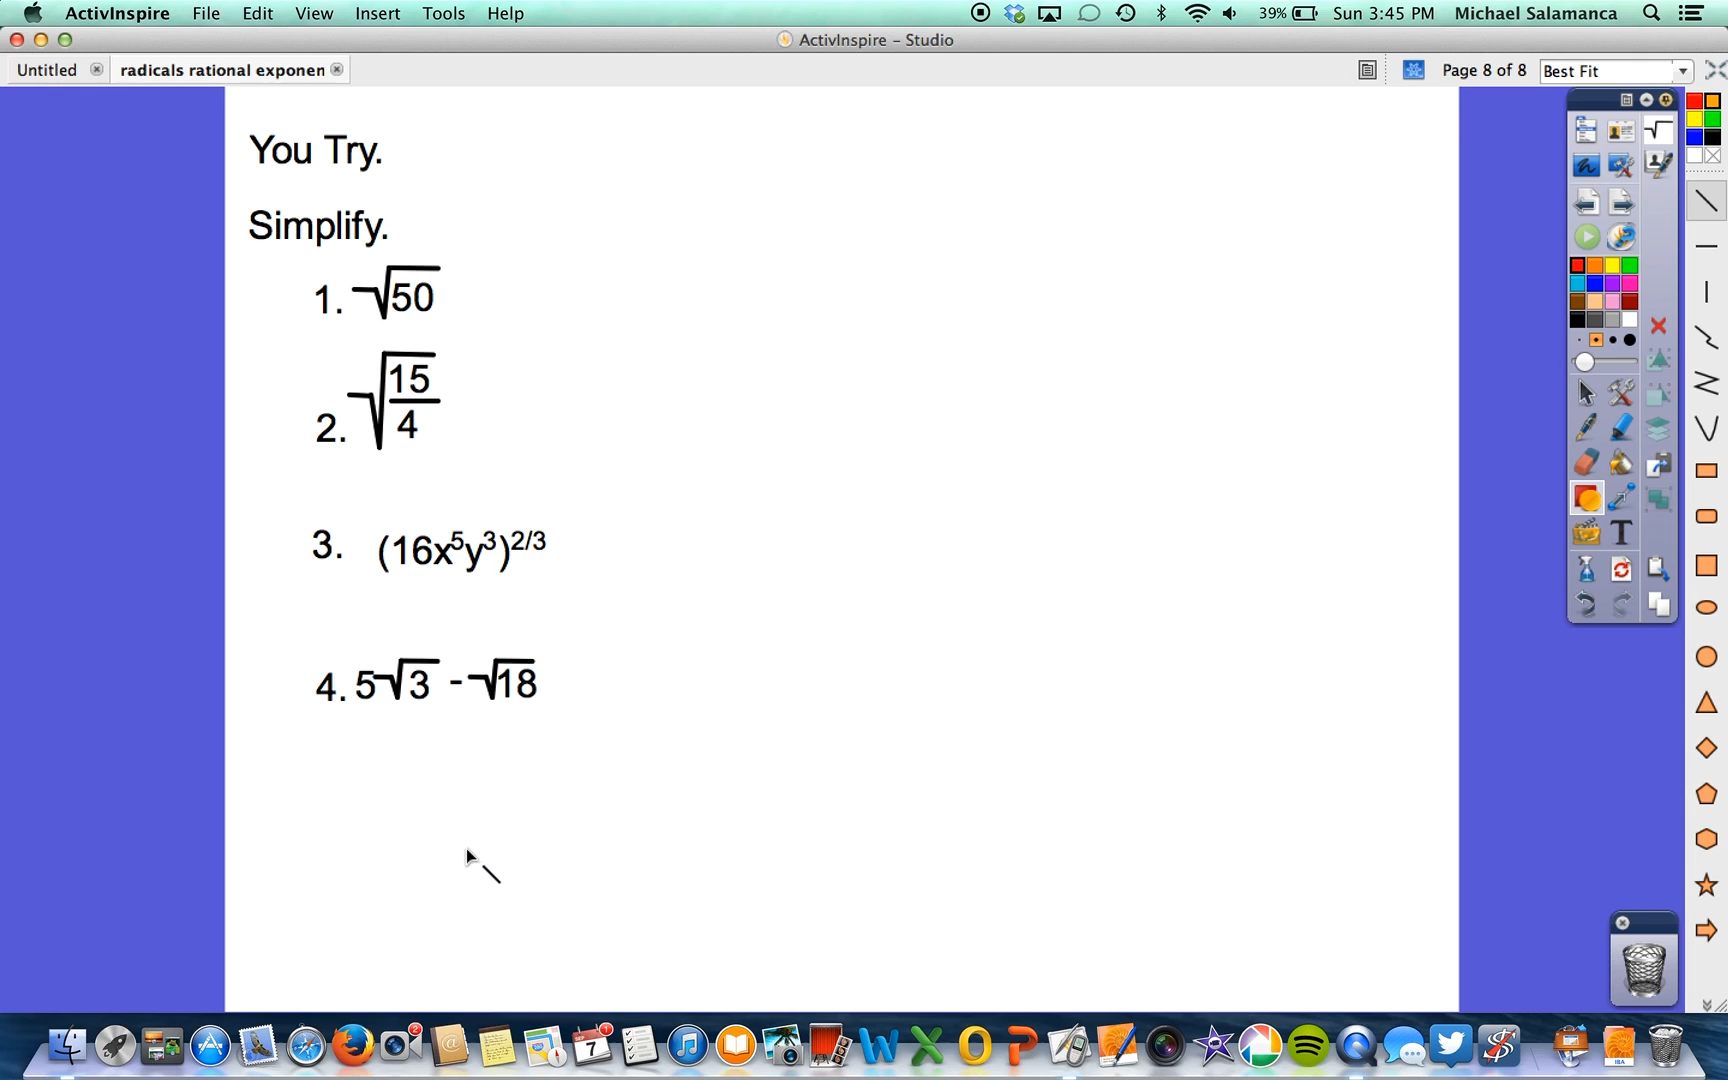 ActivInspire File Edit View Insert Tools Help 39% Sun 3:45 PM Michael Salamanca
ActivInspire – Studio
Untitled radicals rational exponen Page 8 of 8 Best Fit
You Try.
Simplify.
1. √50
2. √(15/4)
3. (16x⁵y³)²/³
4. 5√3 - √18